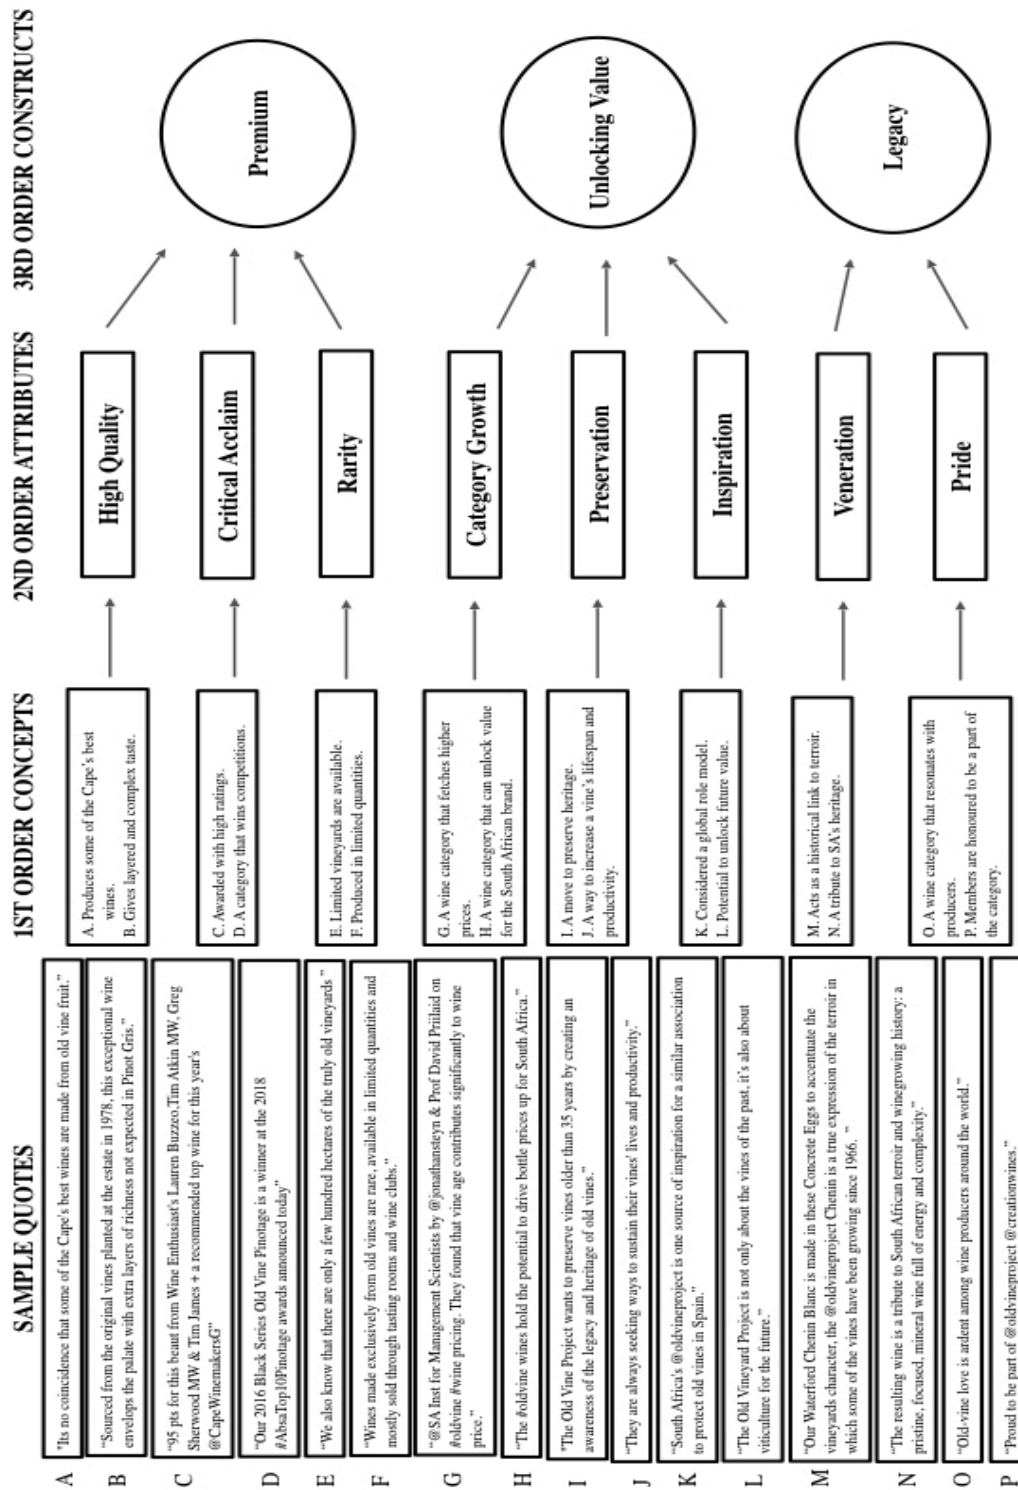 SAMPLE QUOTES
1ST ORDER CONCEPTS
2ND ORDER ATTRIBUTES
3RD ORDER CONSTRUCTS
A
"Its no coincidence that some of the Cape's best wines are made from old vine fruit."
B
"Sourced from the original vines planted at the estate in 1978, this exceptional wine
envelops the palate with extra layers of richness not expected in Pinot Gris."
C
"95 pts for this beaut from Wine Enthusiast's Lauren Buzzeo,Tim Atkin MW, Greg
Sherwood MW & Tim James + a recommended top wine for this year's
@CapeWinemakersG"
D
"Our 2016 Black Series Old Vine Pinotage is a winner at the 2018
#AbsaTop10Pinotage awards announced today"
E
"We also know that there are only a few hundred hectares of the truly old vineyards "
F
"Wines made exclusively from old vines are rare, available in limited quantities and
mostly sold through tasting rooms and wine clubs."
G
"@SA Inst for Management Scientists by @jonathansteyn & Prof David Priilaid on
#oldvine #wine pricing. They found that vine age contributes significantly to wine
price."
H
"The #oldvine wines hold the potential to drive bottle prices up for South Africa."
I
"The Old Vine Project wants to preserve vines older than 35 years by creating an
awareness of the legacy and heritage of old vines."
J
"They are always seeking ways to sustain their vines' lives and productivity."
K
"South Africa's @oldvineproject is one source of inspiration for a similar association
to protect old vines in Spain."
L
"The Old Vineyard Project is not only about the vines of the past, it's also about
viticulture for the future."
M
"Our Waterford Chenin Blanc is made in these Concrete Eggs to accentuate the
vineyards character, the @oldvineproject Chenin is a true expression of the terroir in
which some of the vines have been growing since 1966. "
N
"The resulting wine is a tribute to South African terroir and winegrowing history: a
pristine, focused, mineral wine full of energy and complexity."
O
"Old-vine love is ardent among wine producers around the world."
P
"Proud to be part of @oldvineproject @creationwines."
A. Produces some of the Cape's best
wines.
B. Gives layered and complex taste.
C. Awarded with high ratings.
D. A category that wins competitions.
E. Limited vineyards are available.
F. Produced in limited quantities.
G. A wine category that fetches higher
prices.
H. A wine category that can unlock value
for the South African brand.
I. A move to preserve heritage.
J. A way to increase a vine's lifespan and
productivity.
K. Considered a global role model.
L. Potential to unlock future value.
M. Acts as a historical link to terroir.
N. A tribute to SA's heritage.
O. A wine category that resonates with
producers.
P. Members are honoured to be a part of
the category.
High Quality
Critical Acclaim
Rarity
Category Growth
Preservation
Inspiration
Veneration
Pride
Premium
Unlocking Value
Legacy